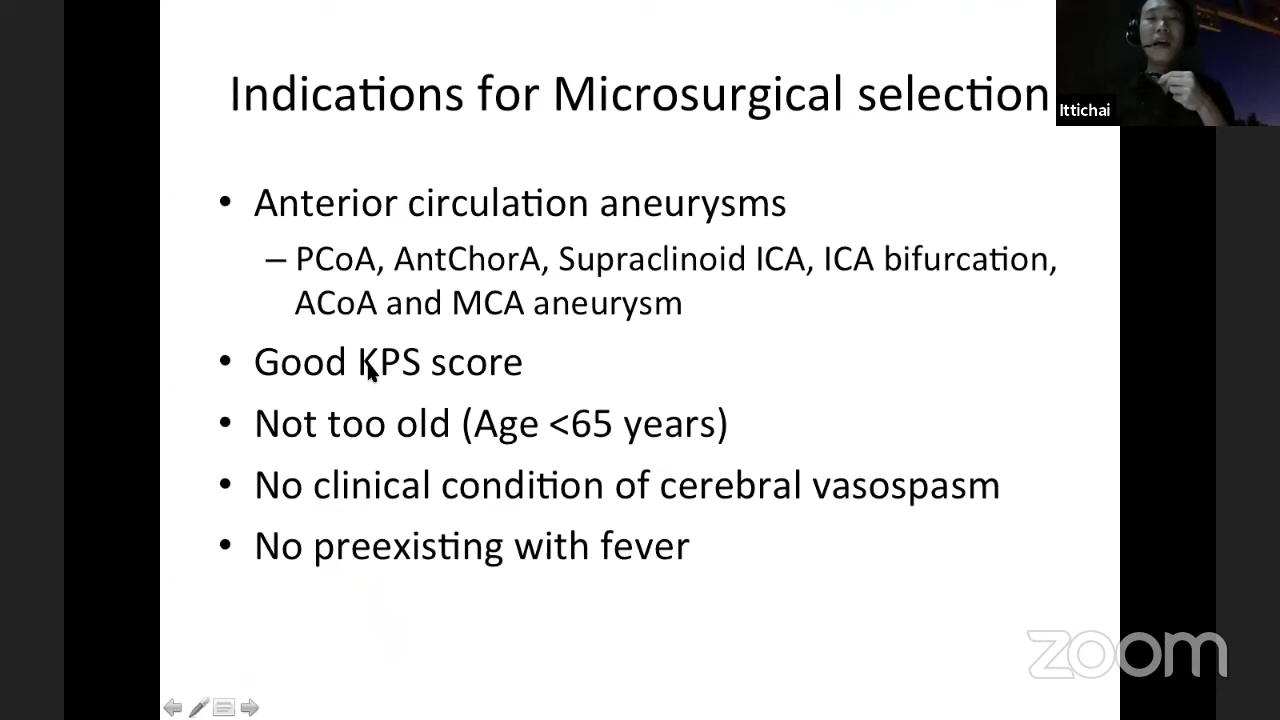 Indications for Microsurgical selection
Ittichai
• Anterior circulation aneurysms
– PCoA, AntChorA, Supraclinoid ICA, ICA bifurcation,
ACoA and MCA aneurysm
• Good KPS score
• Not too old (Age <65 years)
• No clinical condition of cerebral vasospasm
• No preexisting with fever
zoom